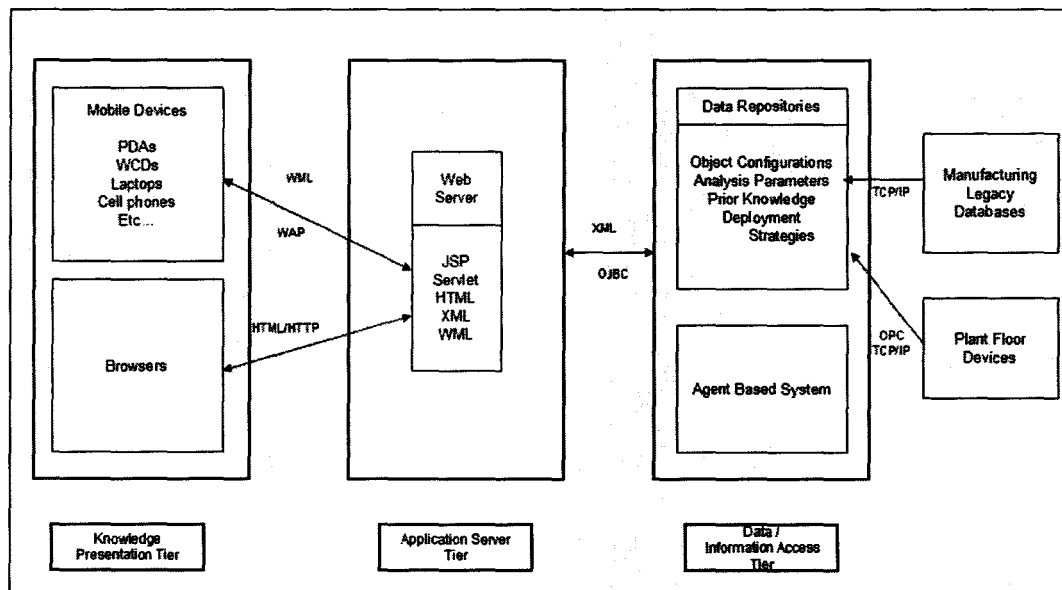 Mobile Devices
PDAs
WCDs
Laptops
Cell phones
Etc...
Browsers
WML
WAP
HTML/HTTP
Web
Server
JSP
Servlet
HTML
XML
WML
XML
OJBC
Data Repositories
Object Configurations
Analysis Parameters
Prior Knowledge
Deployment
Strategies
Agent Based System
TCP/IP
OPC
TCP/IP
Manufacturing
Legacy
Databases
Plant Floor
Devices
Knowledge
Presentation Tier
Application Server
Tier
Data /
Information Access
Tier